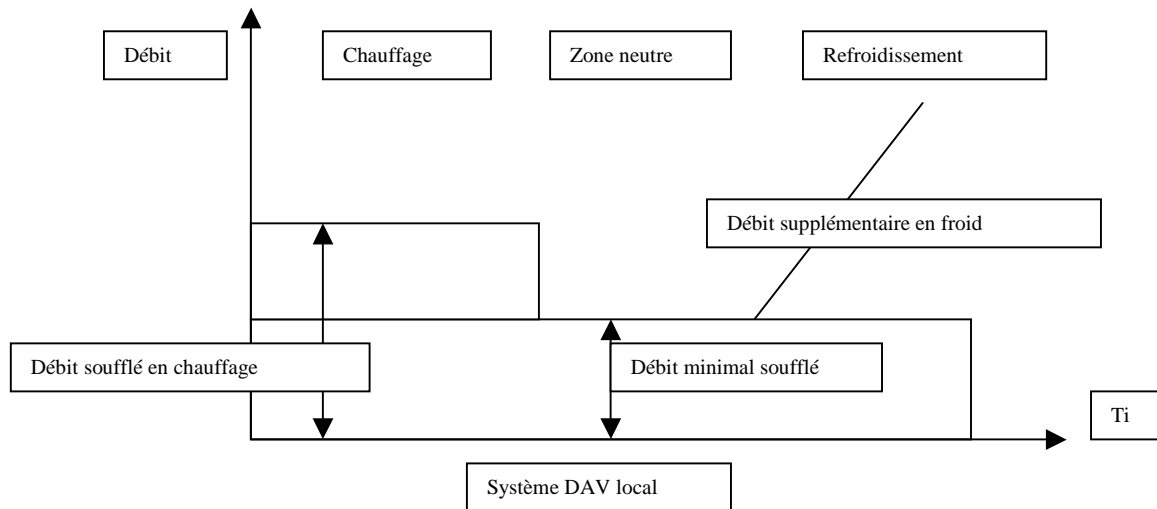 Débit
Chauffage
Zone neutre
Refroidissement
Débit supplémentaire en froid
Débit soufflé en chauffage
Débit minimal soufflé
Ti
Système DAV local